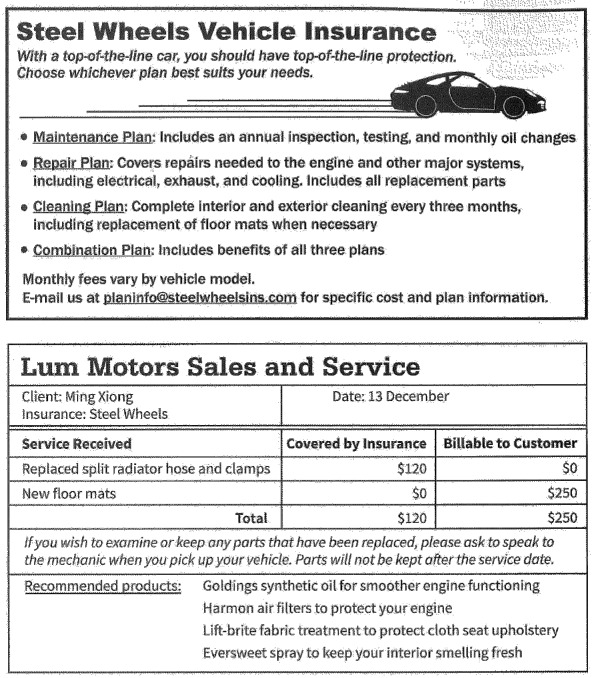 Steel Wheels Vehicle Insurance
With a top-of-the-line car, you should have top-of-the-line protection.
Choose whichever plan best suits your needs.
• Maintenance Plan: Includes an annual inspection, testing, and monthly oil changes
• Repair Plan: Covers repairs needed to the engine and other major systems,
including electrical, exhaust, and cooling. Includes all replacement parts
• Cleaning Plan: Complete interior and exterior cleaning every three months,
including replacement of floor mats when necessary
• Combination Plan: Includes benefits of all three plans
Monthly fees vary by vehicle model.
E-mail us at planinfo@steelwheelsins.com for specific cost and plan information.
Lum Motors Sales and Service
Client: Ming Xiong Date: 13 December
Insurance: Steel Wheels
Service Received Covered by Insurance Billable to Customer
Replaced split radiator hose and clamps $120 $0
New floor mats $0 $250
Total $120 $250
If you wish to examine or keep any parts that have been replaced, please ask to speak to
the mechanic when you pick up your vehicle. Parts will not be kept after the service date.
Recommended products: Goldings synthetic oil for smoother engine functioning
Harmon air filters to protect your engine
Lift-brite fabric treatment to protect cloth seat upholstery
Eversweet spray to keep your interior smelling fresh